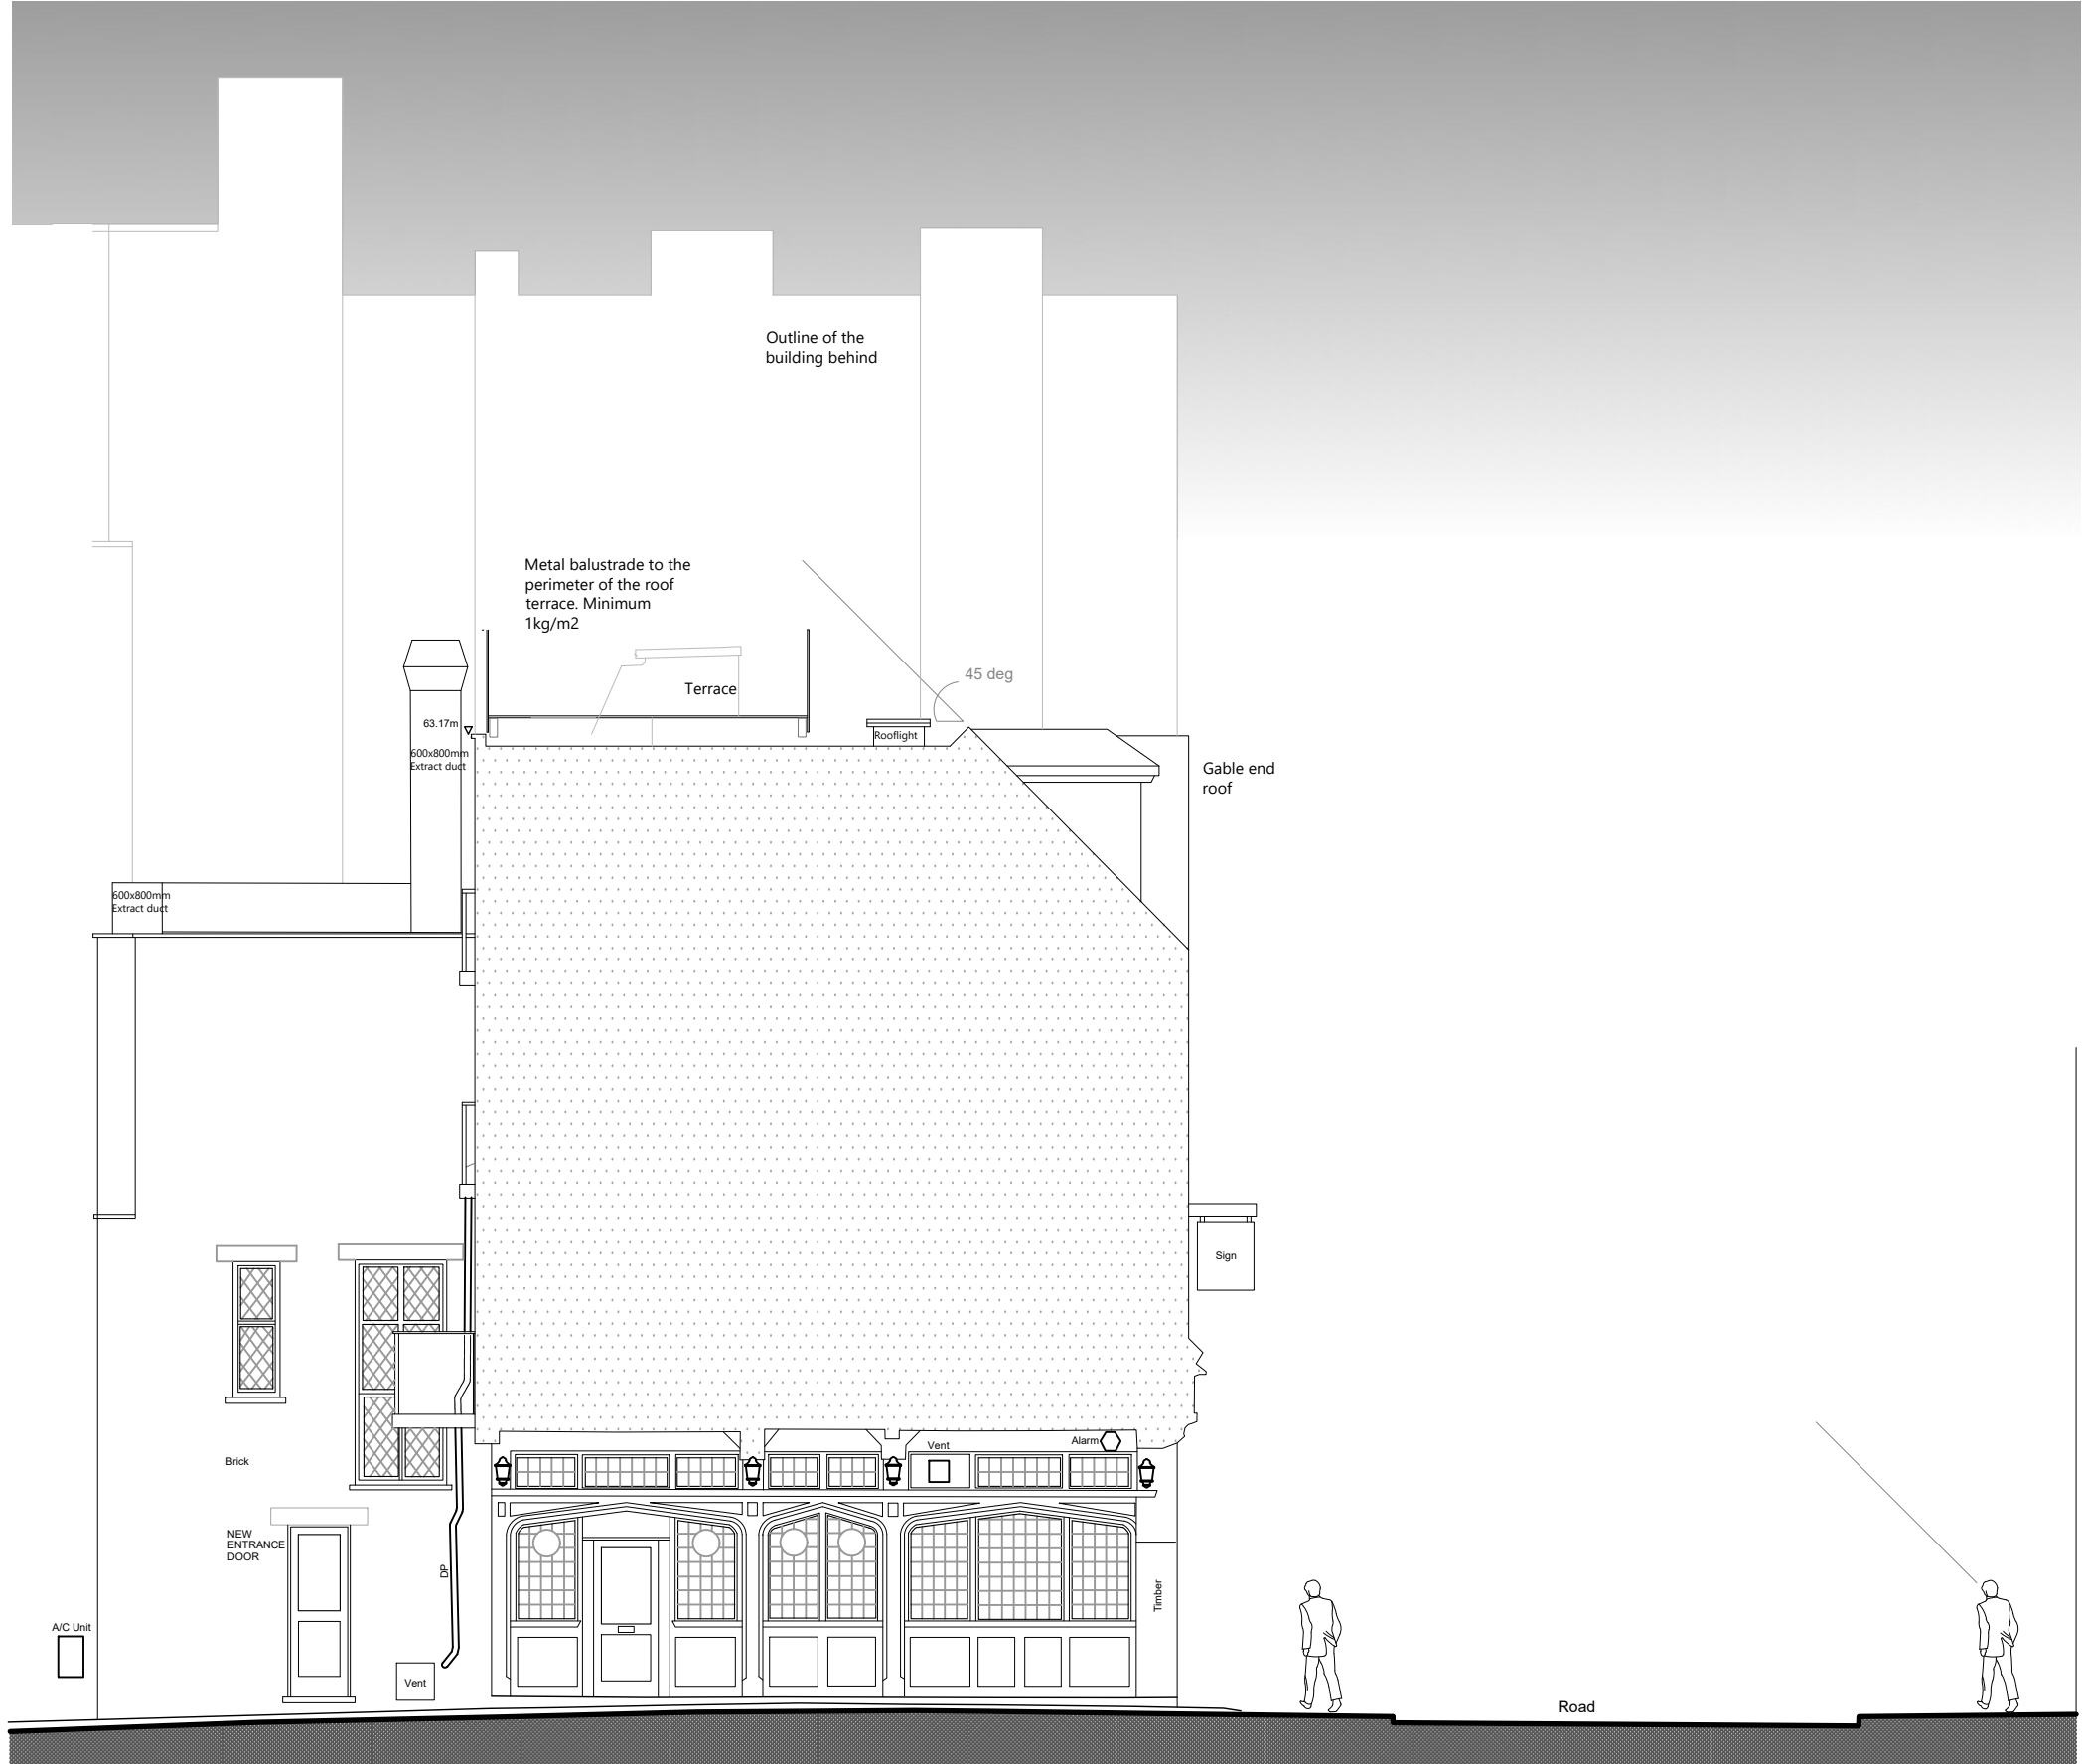 Outline of the
building behind
Metal balustrade to the
perimeter of the roof
terrace. Minimum
1kg/m2
45 deg
Terrace
63.17m
Rooflight
600x800mm
Extract duct
Gable end
roof
600x800mm
Extract duct
Sign
Alarm
Vent
Brick
NEW
ENTRANCE
DOOR
DP
Timber
A/C Unit
Vent
Road